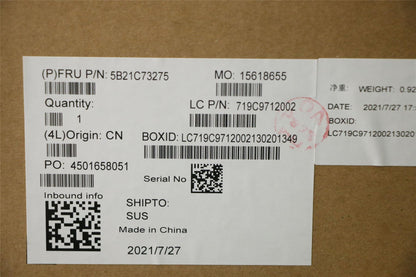 (P)FRU P/N: 5B21C73275
MO: 15618655
Quantity:
1
LC P/N: 719C9712002
(4L)Origin: CN
BOXID: LC719C9712002130201349
PO: 4501658051
Serial No
Inbound info
SHIPTO:
SUS
Made in China
2021/7/27
净重: WEIGHT: 0.92
DATE: 2021/7/27 17:
BOXID:
LC719C9712002130201